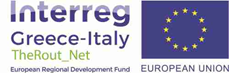 Interreg
Greece-Italy
TheRout_Net
European Regional Development Fund
EUROPEAN UNION